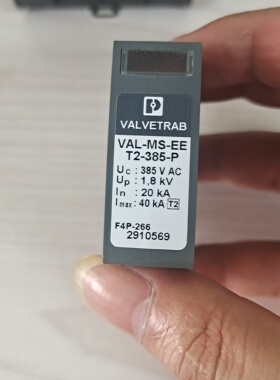 VALVETRAB
VAL-MS-EE
T2-385-P
Uc : 385 V AC
Up : 1,8 kV
In : 20 kA
Imax : 40 kA T2
F4P-266
2910569